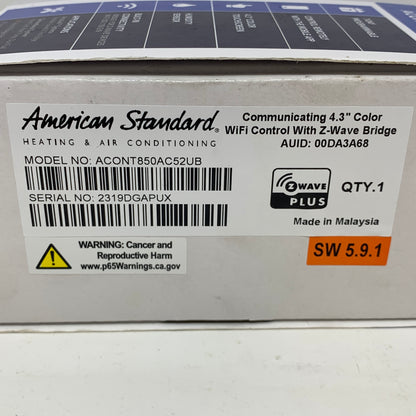 American Standard®
HEATING & AIR CONDITIONING
MODEL NO: ACONT850AC52UB
SERIAL NO: 2319DGAPUX
Communicating 4.3" Color
WiFi Control With Z-Wave Bridge
AUID: 00DA3A68
Z WAVE
PLUS
QTY.1
Made in Malaysia
WARNING: Cancer and
Reproductive Harm
www.p65Warnings.ca.gov
SW 5.9.1